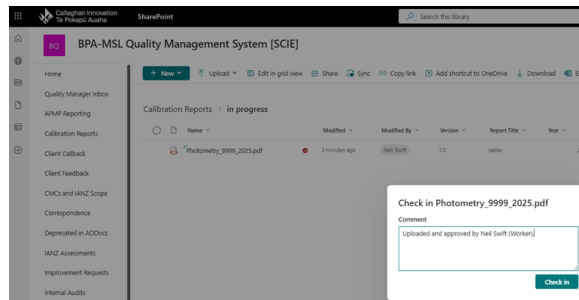 Callaghan Innovation
Te Pokapū Auaha
SharePoint
Search this library
BQ
BPA-MSL Quality Management System [SCIE]
Home
Quality Manager Inbox
APMP Reporting
Calibration Reports
Client Callback
Client Feedback
CMCs and IANZ Scope
Correspondence
Deprecated in AODocs
IANZ Assessments
Improvement Requests
Internal Audits
+ New
Upload
Edit in grid view
Share
Sync
Copy link
Add shortcut to OneDrive
Download
Calibration Reports > in progress
Name
Modified
Modified By
Version
Report Title
Year
Photometry_9999_2025.pdf
5 minutes ago
Neil Swift
1.0
Check in Photometry_9999_2025.pdf
Comment
Uploaded and approved by Neil Swift (Worker).
Check in